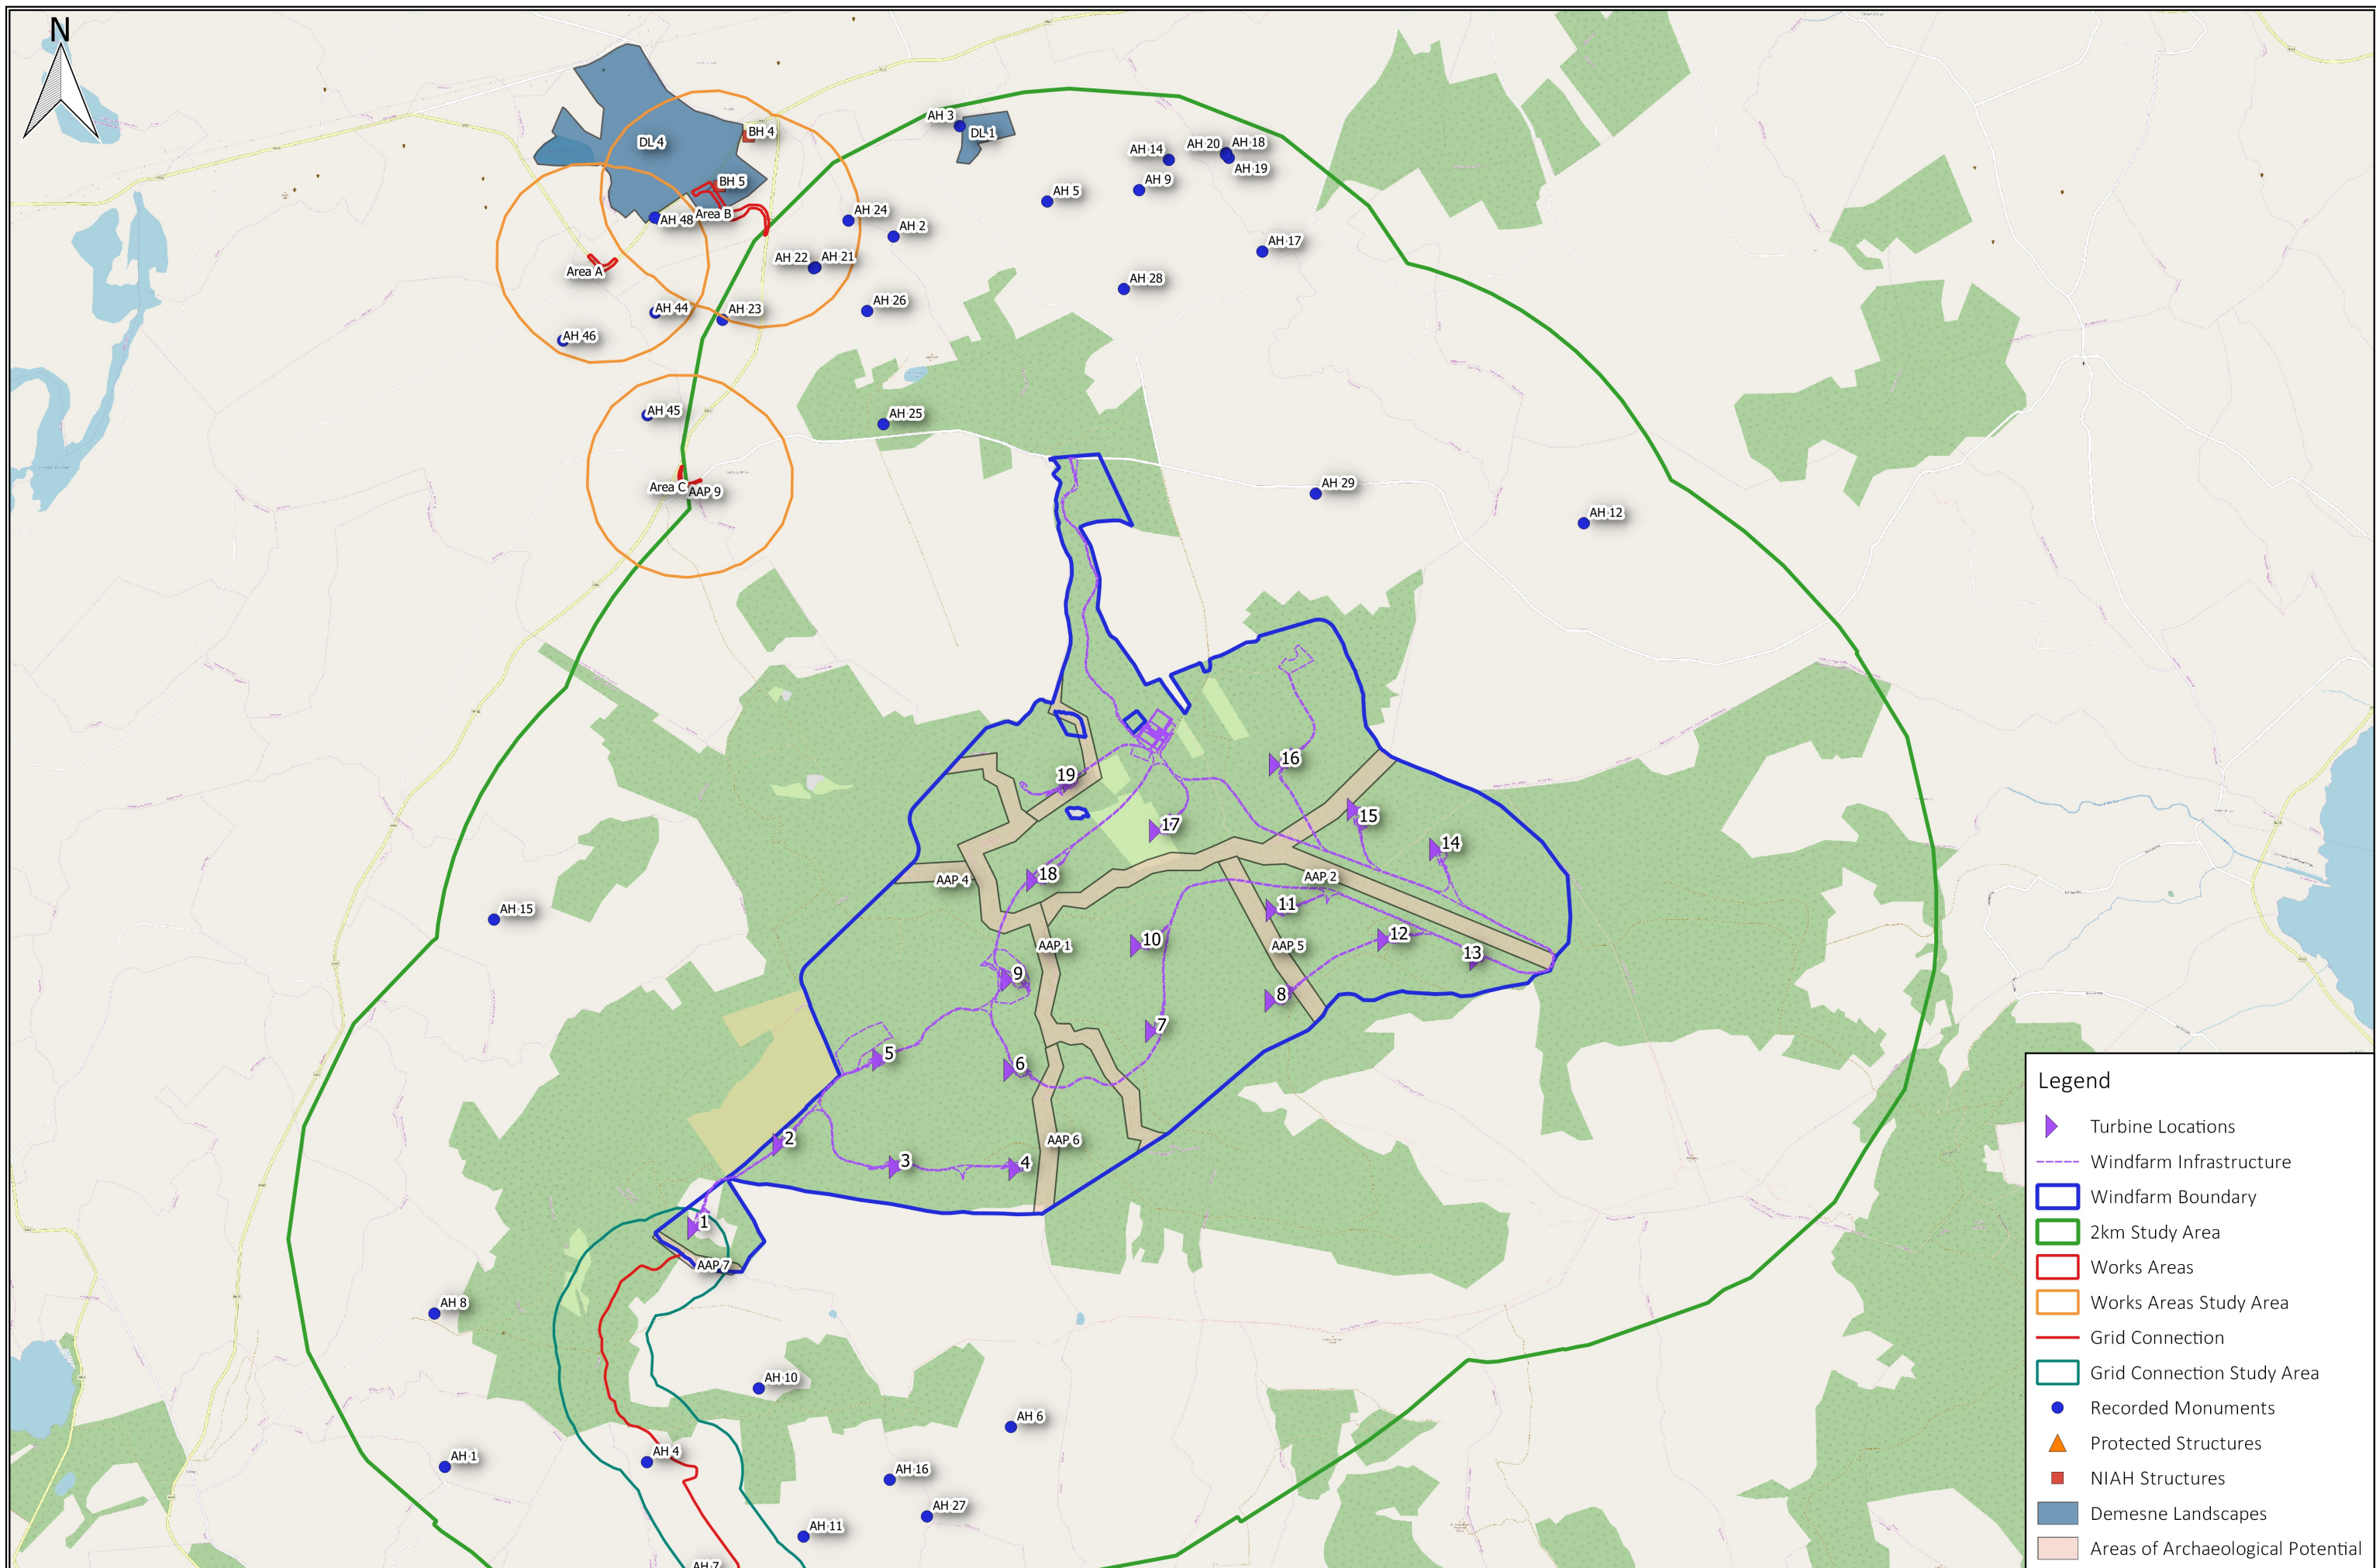 N
AH 3
DL 1
BH 4
DL 4
AH 14
AH 20
AH 18
AH 19
AH 9
BH 5
AH 5
AH 48
Area B
AH 24
AH 2
AH 17
AH 22
AH 21
Area A
AH 28
AH 26
AH 44
AH 23
AH 46
AH 45
AH 25
Area C
AAP 9
AH 29
AH 12
16
19
15
17
14
18
AAP 4
AAP 2
11
AH 15
12
10
AAP 1
AAP 5
13
9
8
7
5
6
2
AAP 6
3
4
1
AAP 7
AH 8
AH 10
AH 6
AH 4
AH 1
AH 16
AH 27
AH 11
AH 7
Legend
Turbine Locations
Windfarm Infrastructure
Windfarm Boundary
2km Study Area
Works Areas
Works Areas Study Area
Grid Connection
Grid Connection Study Area
Recorded Monuments
Protected Structures
NIAH Structures
Demesne Landscapes
Areas of Archaeological Potential